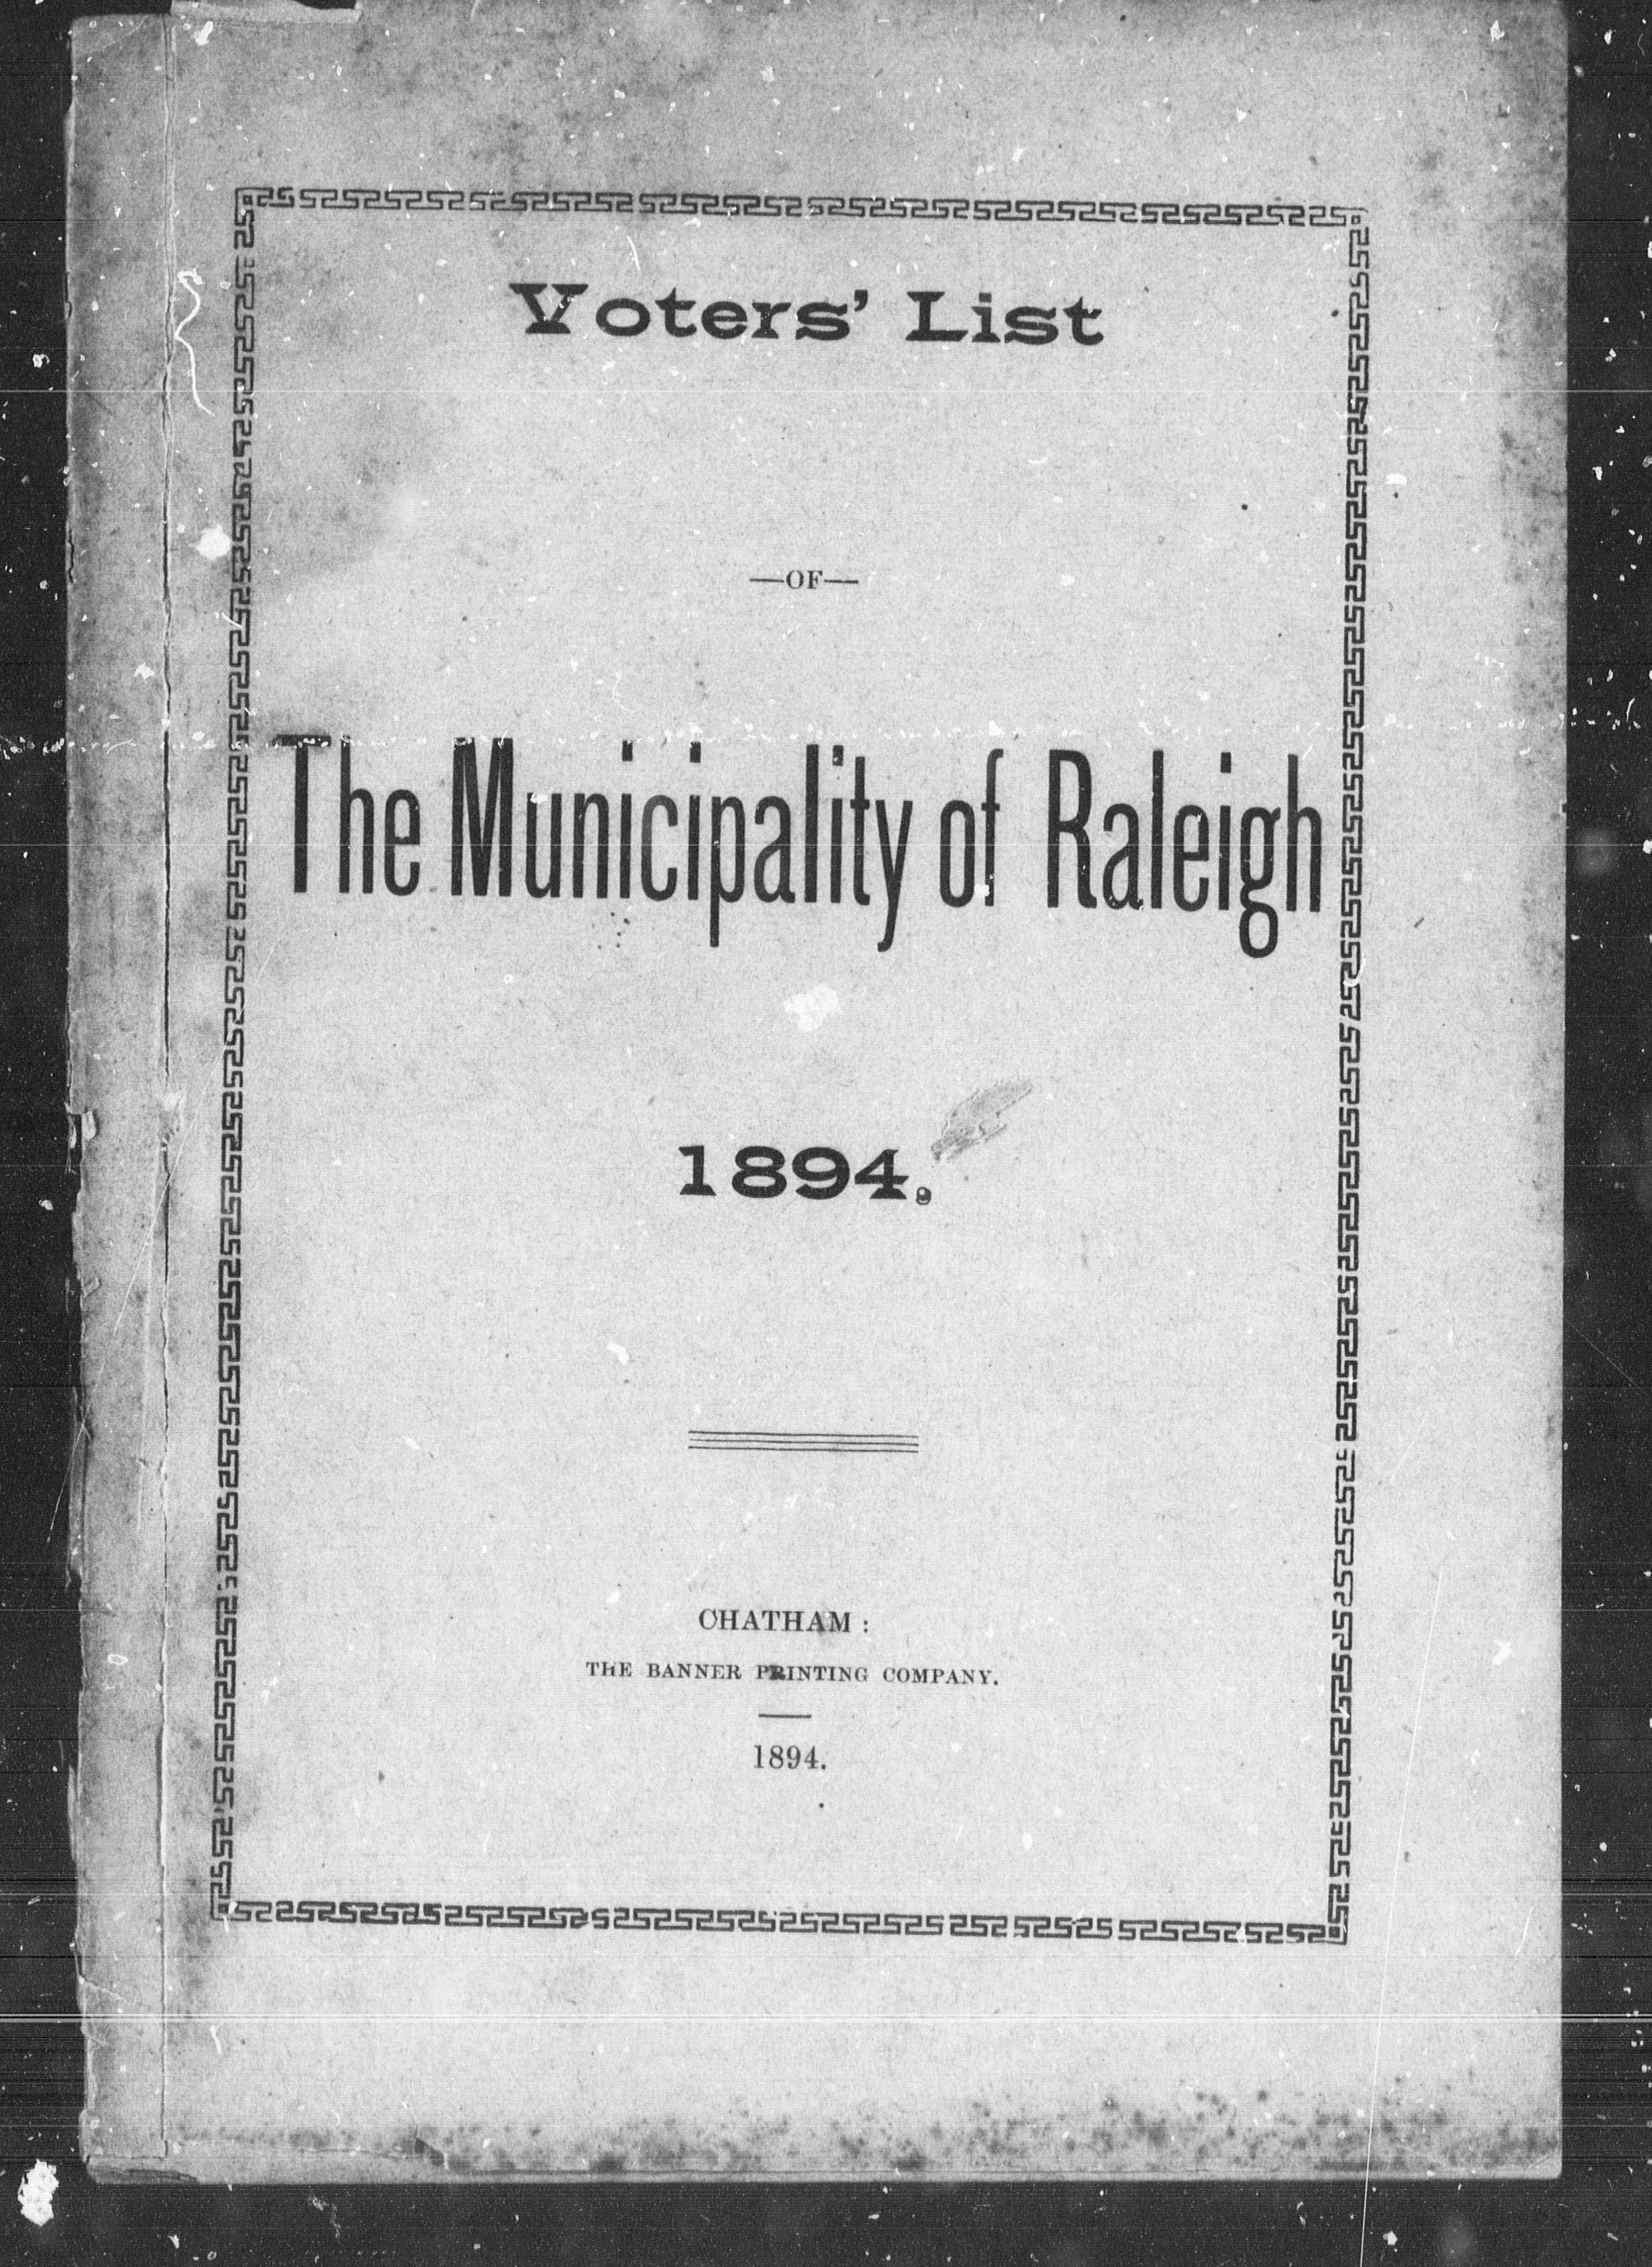 Voters' List
—OF—
The Municipality of Raleigh
1894.
CHATHAM :
THE BANNER PRINTING COMPANY.
1894.